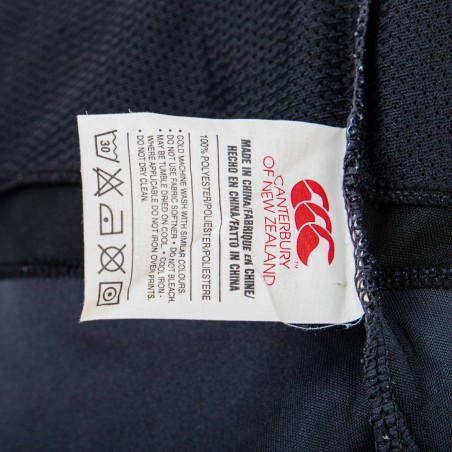 CANTERBURY
OF NEW ZEALAND
TM
MADE IN CHINA/FABRIQUE EN CHINE/
HECHO EN CHINA/FATTO IN CHINA
100% POLYESTER/POLIÉSTER/POLIESTERE
• COLD MACHINE WASH WITH SIMILAR COLOURS.
• DO NOT USE FABRIC SOFTNER • DO NOT BLEACH.
• MAY BE TUMBLE DRIED ON COOL • COOL IRON -
WHERE APPLICABLE DO NOT IRON OVER PRINTS.
• DO NOT DRY CLEAN.
30